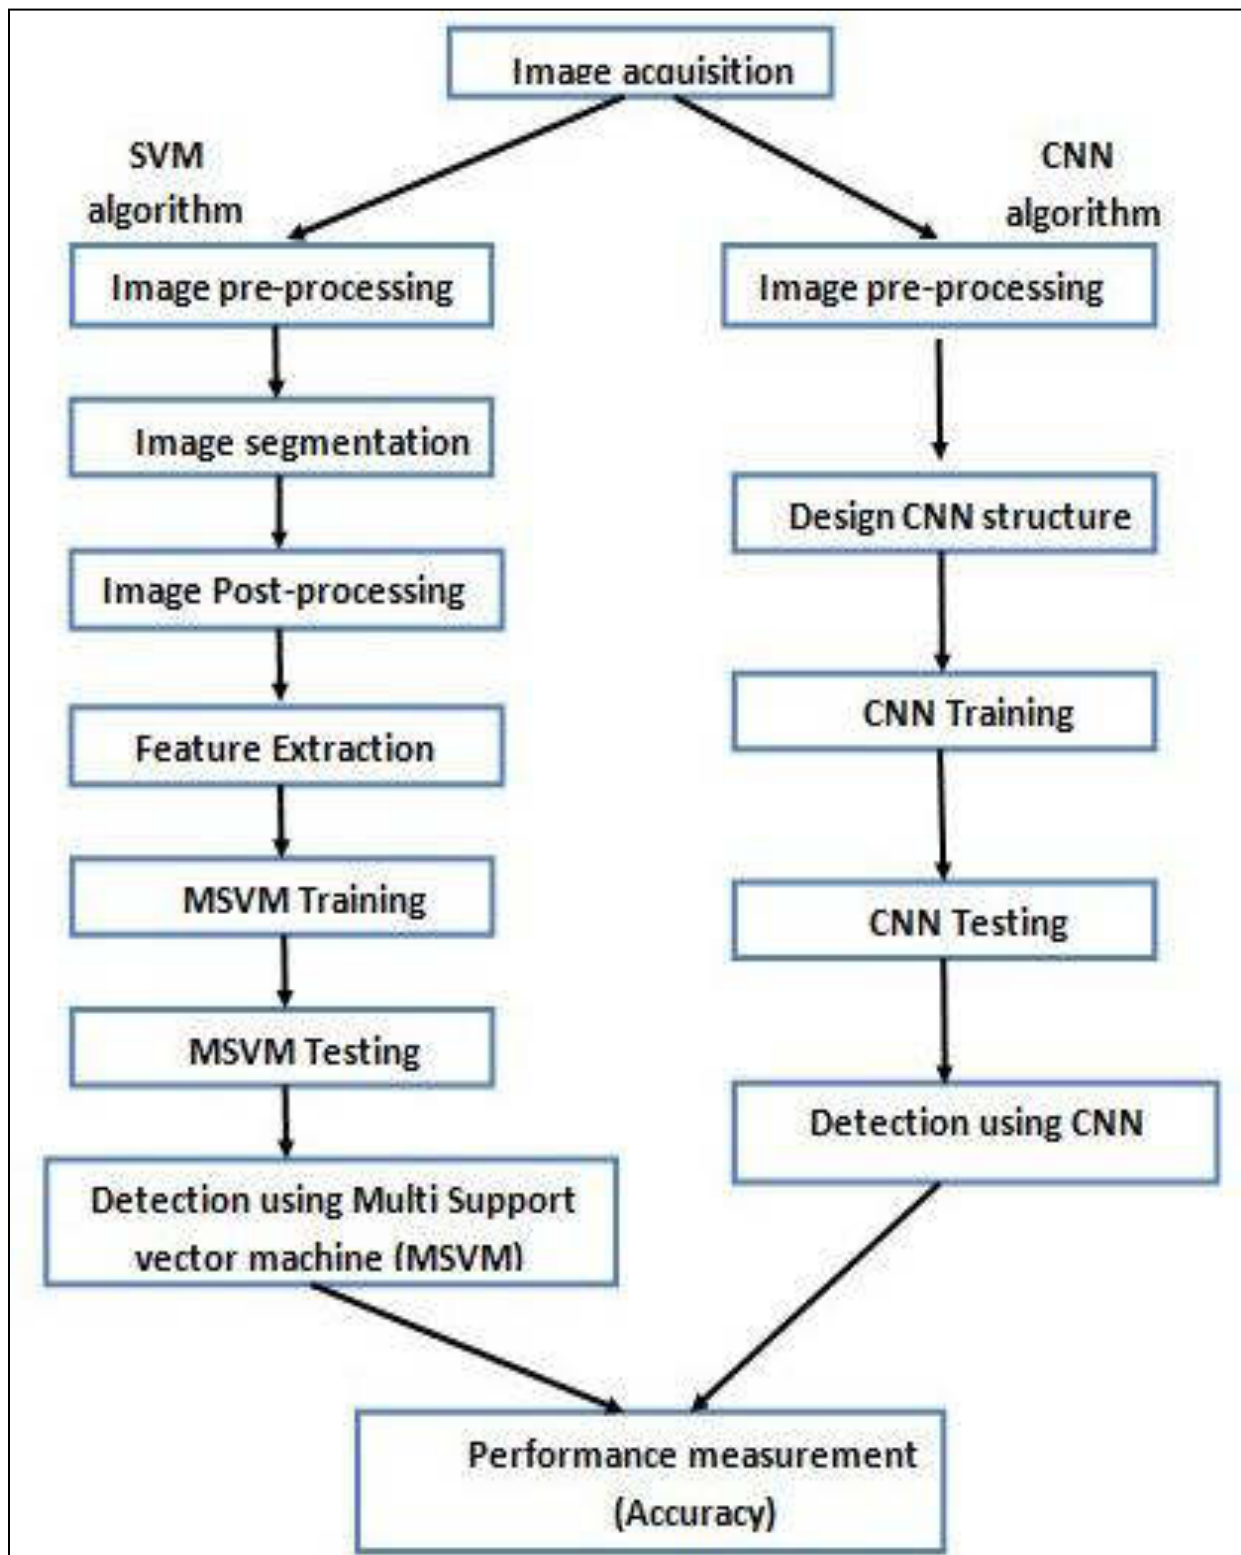 Image acquisition
SVM
algorithm
Image pre-processing
Image segmentation
Image Post-processing
Feature Extraction
MSVM Training
MSVM Testing
Detection using Multi Support
vector machine (MSVM)
CNN
algorithm
Image pre-processing
Design CNN structure
CNN Training
CNN Testing
Detection using CNN
Performance measurement
(Accuracy)